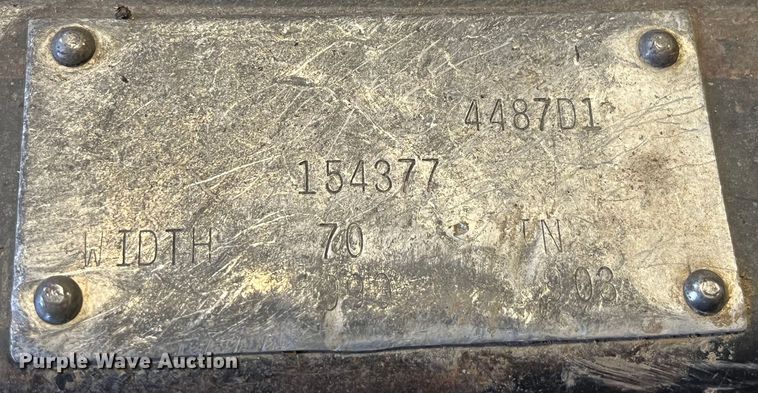 4487D1
154377
WIDTH 70 IN
03
Purple Wave Auction